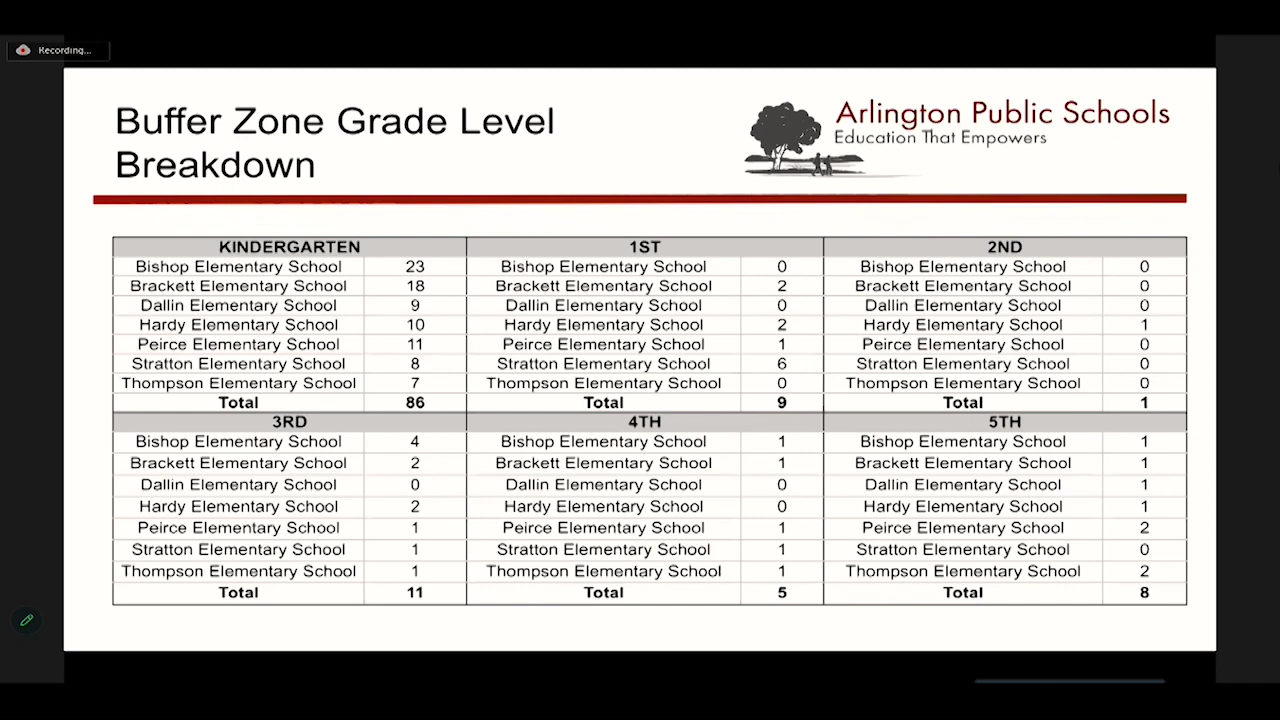 Recording...
Buffer Zone Grade Level
Breakdown
Arlington Public Schools
Education That Empowers
KINDERGARTEN 1ST 2ND
Bishop Elementary School 23 Bishop Elementary School 0 Bishop Elementary School 0
Brackett Elementary School 18 Brackett Elementary School 2 Brackett Elementary School 0
Dallin Elementary School 9 Dallin Elementary School 0 Dallin Elementary School 0
Hardy Elementary School 10 Hardy Elementary School 2 Hardy Elementary School 1
Peirce Elementary School 11 Peirce Elementary School 1 Peirce Elementary School 0
Stratton Elementary School 8 Stratton Elementary School 6 Stratton Elementary School 0
Thompson Elementary School 7 Thompson Elementary School 0 Thompson Elementary School 0
Total 86 Total 9 Total 1
3RD 4TH 5TH
Bishop Elementary School 4 Bishop Elementary School 1 Bishop Elementary School 1
Brackett Elementary School 2 Brackett Elementary School 1 Brackett Elementary School 1
Dallin Elementary School 0 Dallin Elementary School 0 Dallin Elementary School 1
Hardy Elementary School 2 Hardy Elementary School 0 Hardy Elementary School 1
Peirce Elementary School 1 Peirce Elementary School 1 Peirce Elementary School 2
Stratton Elementary School 1 Stratton Elementary School 1 Stratton Elementary School 0
Thompson Elementary School 1 Thompson Elementary School 1 Thompson Elementary School 2
Total 11 Total 5 Total 8